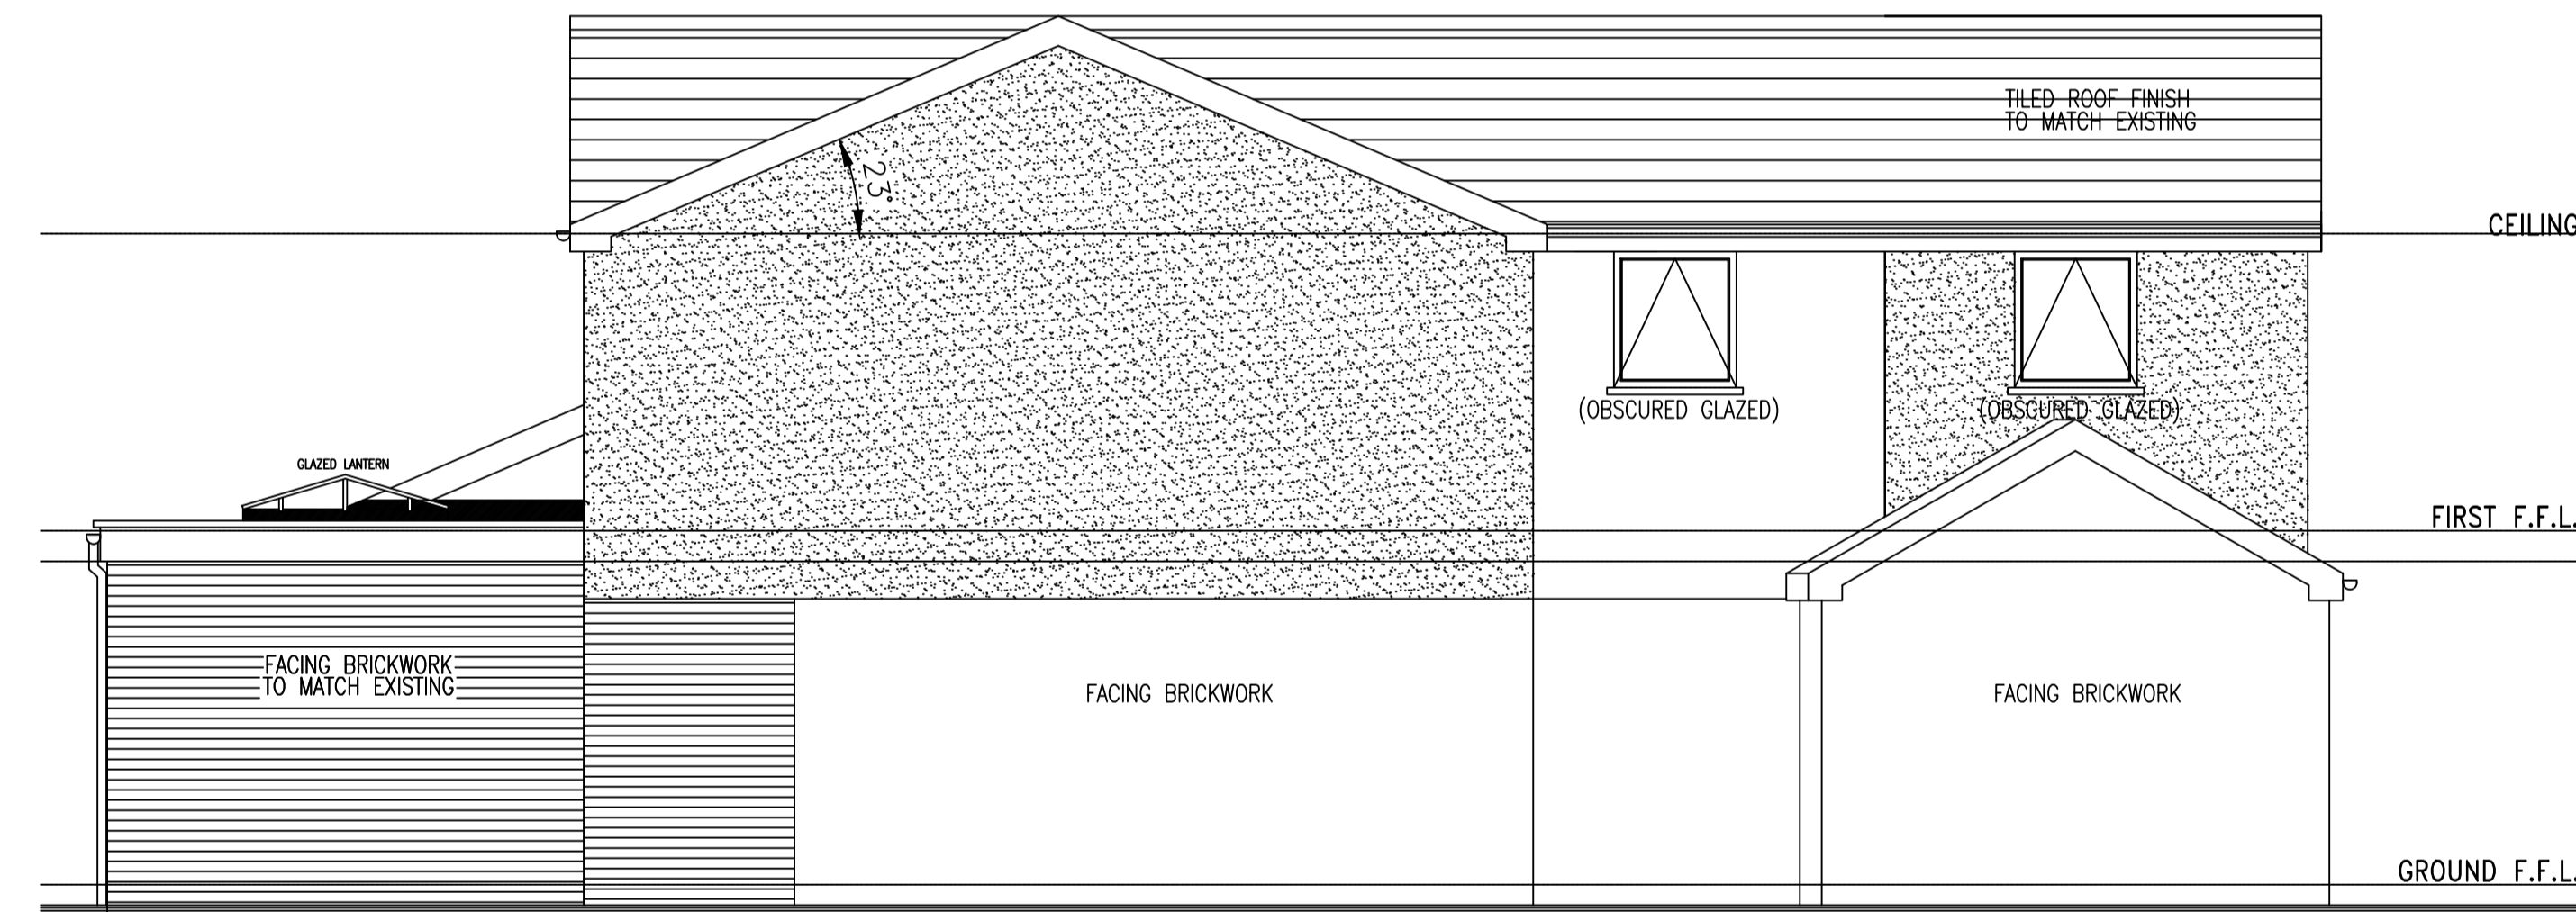 TILED ROOF FINISH
TO MATCH EXISTING
23°
CEILING
(OBSCURED GLAZED)
(OBSCURED GLAZED)
GLAZED LANTERN
FIRST F.F.L.
FACING BRICKWORK
TO MATCH EXISTING
FACING BRICKWORK
FACING BRICKWORK
GROUND F.F.L.